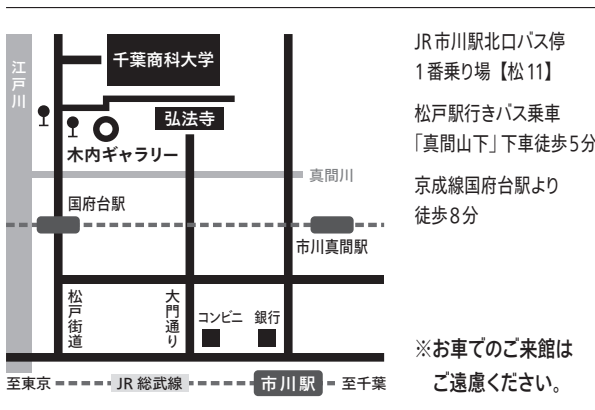 千葉商科大学
江戸川
弘法寺
木内ギャラリー
真間川
国府台駅
市川真間駅
松戸街道
大門通り
コンビニ 銀行
至東京 JR 総武線 市川駅 至千葉
JR市川駅北口バス停
1番乗り場【松11】
松戸駅行きバス乗車
「真間山下」下車徒歩5分
京成線国府台駅より
徒歩8分
※お車でのご来館は
ご遠慮ください。